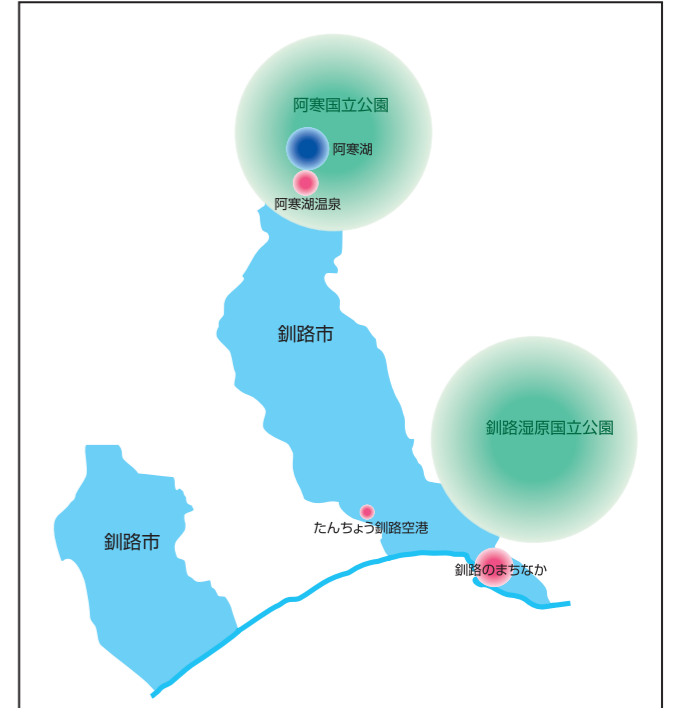 阿寒国立公園
阿寒湖
阿寒湖温泉
釧路市
釧路湿原国立公園
たんちょう釧路空港
釧路市
釧路のまちなか